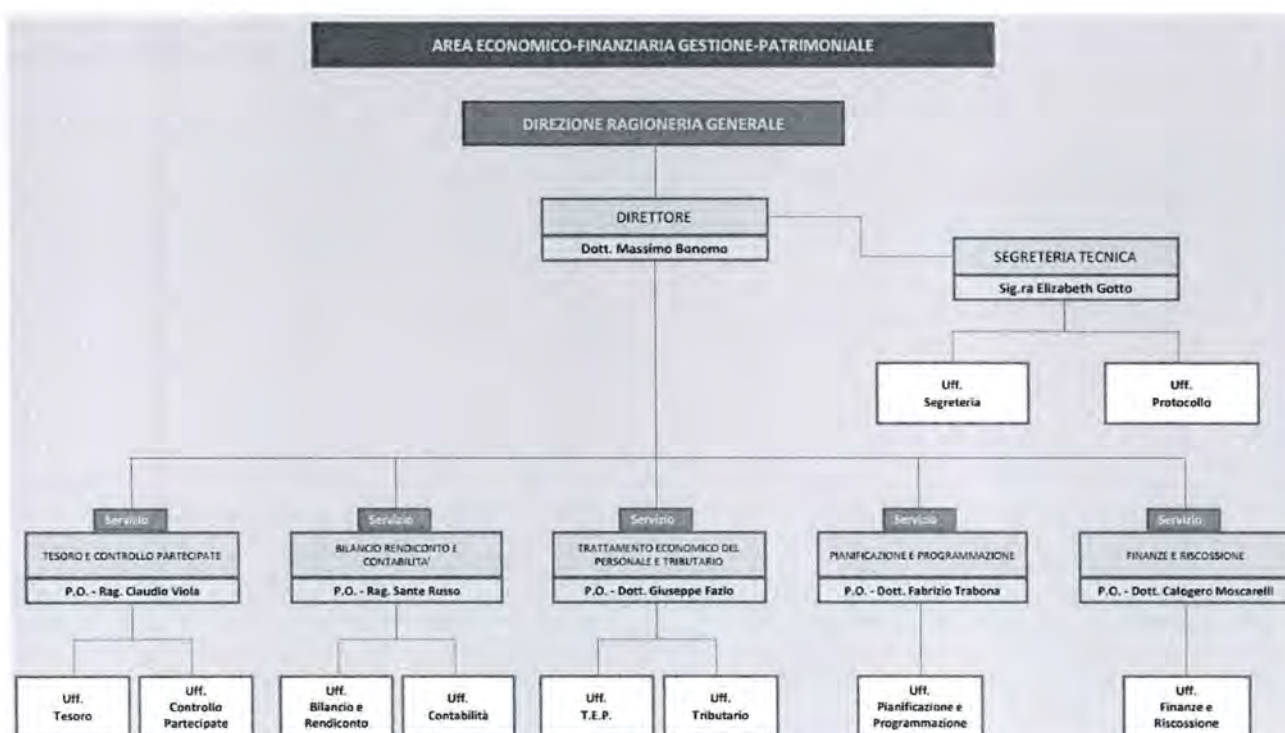 AREA ECONOMICO-FINANZIARIA GESTIONE-PATRIMONIALE
DIREZIONE RAGIONERIA GENERALE
DIRETTORE
Dott. Massimo Bonomo
SEGRETERIA TECNICA
Sig.ra Elizabeth Gotto
Uff.
Segreteria
Uff.
Protocollo
Servizio
TESORO E CONTROLLO PARTECIPATE
P.O. - Rag. Claudio Viola
Uff.
Tesoro
Uff.
Controllo
Partecipate
Servizio
BILANCIO RENDICONTO E
CONTABILITA'
P.O. - Rag. Sante Russo
Uff.
Bilancio e
Rendiconto
Uff.
Contabilità
Servizio
TRATTAMENTO ECONOMICO DEL
PERSONALE E TRIBUTARIO
P.O. - Dott. Giuseppe Fazio
Uff.
T.E.P.
Uff.
Tributario
Servizio
PIANIFICAZIONE E PROGRAMMAZIONE
P.O. - Dott. Fabrizio Trabona
Uff.
Pianificazione e
Programmazione
Servizio
FINANZE E RISCOSSIONE
P.O. - Dott. Calogero Moscarelli
Uff.
Finanze e
Riscossione